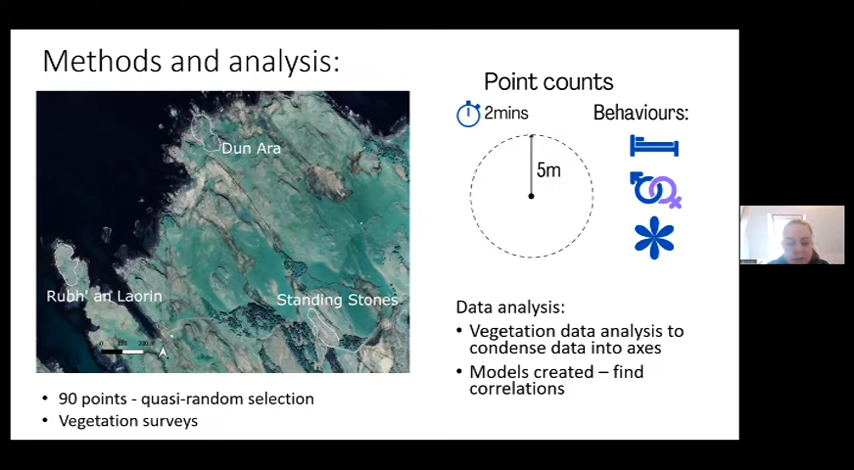 Methods and analysis:
Dun Ara
Rubh' an Laorin
Standing Stones
• 90 points - quasi-random selection
• Vegetation surveys
Point counts
2mins
Behaviours:
5m
Data analysis:
• Vegetation data analysis to
condense data into axes
• Models created – find
correlations